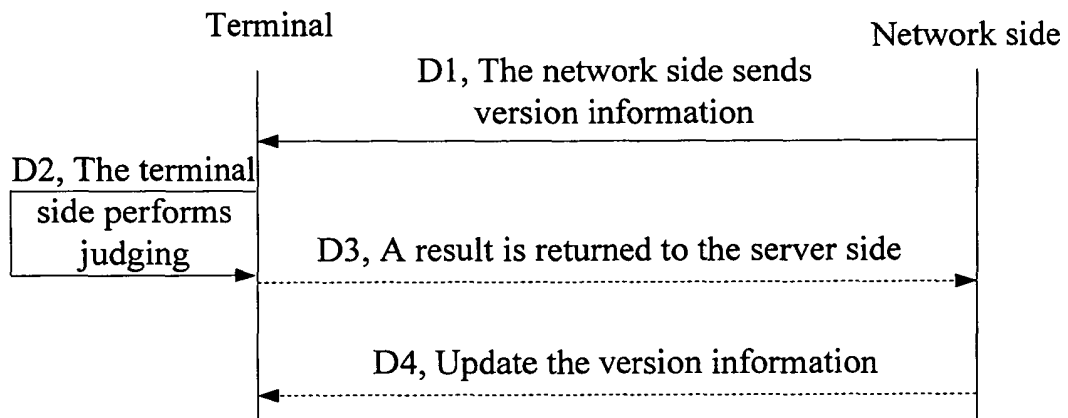 Terminal
Network side
D1, The network side sends
version information
D2, The terminal
side performs
judging
D3, A result is returned to the server side
D4, Update the version information